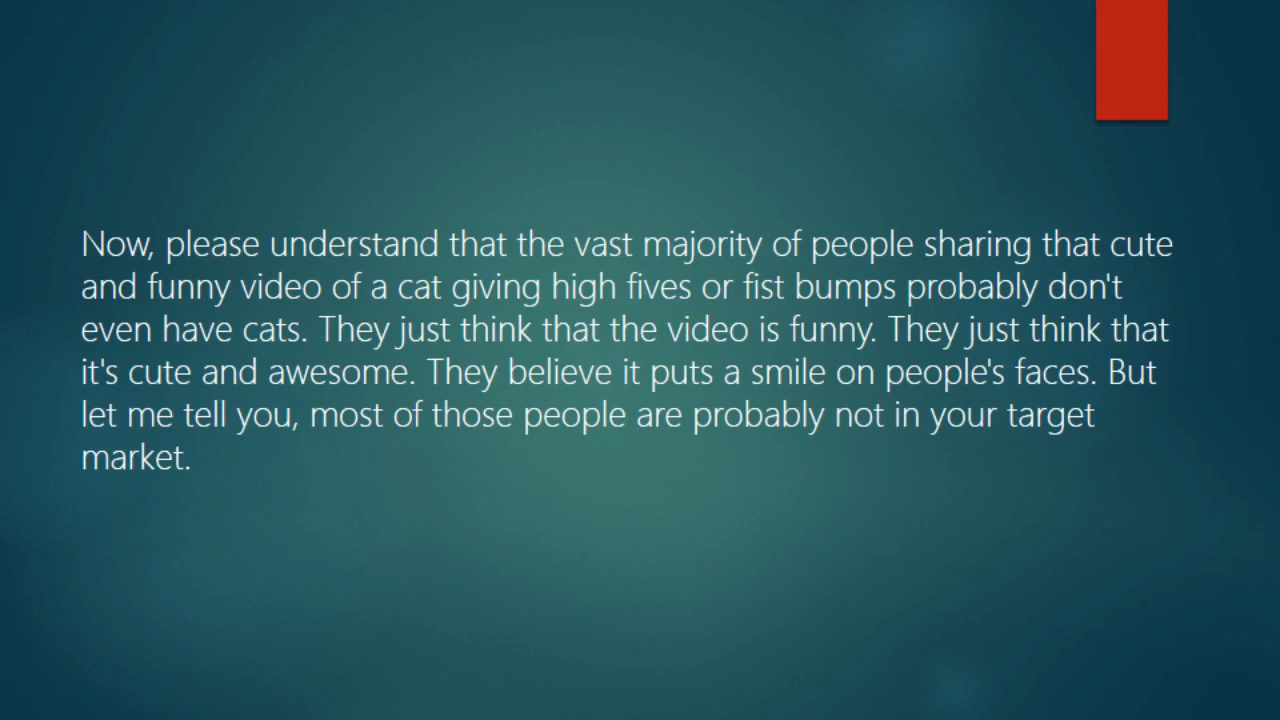 Now, please understand that the vast majority of people sharing that cute
and funny video of a cat giving high fives or fist bumps probably don't
even have cats. They just think that the video is funny. They just think that
it's cute and awesome. They believe it puts a smile on people's faces. But
let me tell you, most of those people are probably not in your target
market.